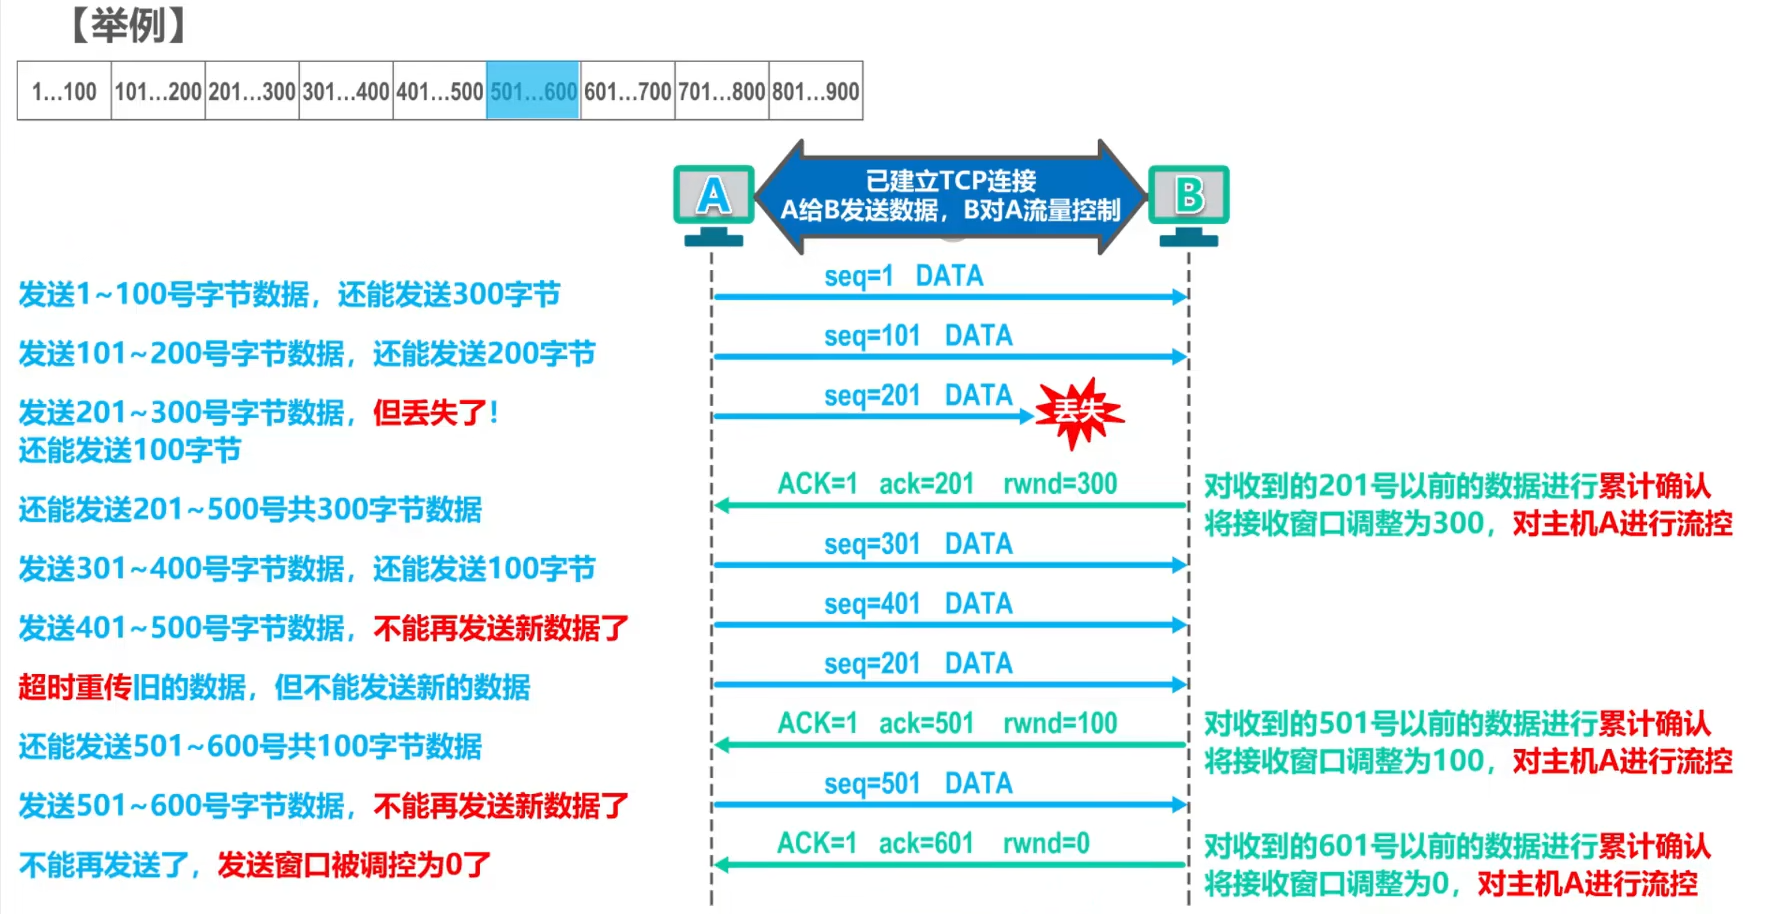 【举例】
1...100 101...200 201...300 301...400 401...500 501...600 601...700 701...800 801...900
A
已建立TCP连接
A给B发送数据，B对A流量控制
B
seq=1 DATA
发送1~100号字节数据，还能发送300字节
seq=101 DATA
发送101~200号字节数据，还能发送200字节
seq=201 DATA
丢失
发送201~300号字节数据，但丢失了！
还能发送100字节
ACK=1 ack=201 rwnd=300
对收到的201号以前的数据进行累计确认
将接收窗口调整为300，对主机A进行流控
还能发送201~500号共300字节数据
seq=301 DATA
发送301~400号字节数据，还能发送100字节
seq=401 DATA
发送401~500号字节数据，不能再发送新数据了
seq=201 DATA
超时重传旧的数据，但不能发送新的数据
ACK=1 ack=501 rwnd=100
对收到的501号以前的数据进行累计确认
将接收窗口调整为100，对主机A进行流控
还能发送501~600号共100字节数据
seq=501 DATA
发送501~600号字节数据，不能再发送新数据了
ACK=1 ack=601 rwnd=0
对收到的601号以前的数据进行累计确认
将接收窗口调整为0，对主机A进行流控
不能再发送了，发送窗口被调控为0了